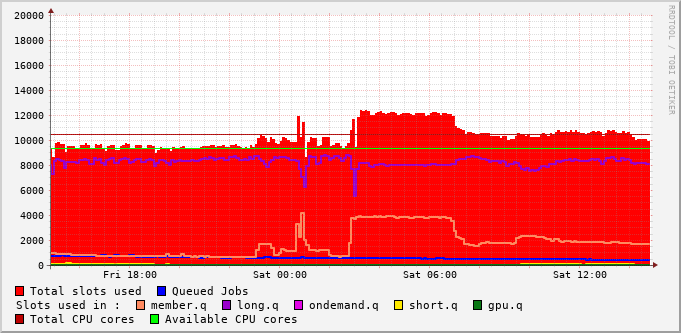 20000
18000
16000
14000
12000
10000
8000
6000
4000
2000
0
Fri 18:00 Sat 00:00 Sat 06:00 Sat 12:00
RRDTOOL / TOBI OETIKER
Total slots used Queued Jobs
Slots used in : member.q long.q ondemand.q short.q gpu.q
Total CPU cores Available CPU cores